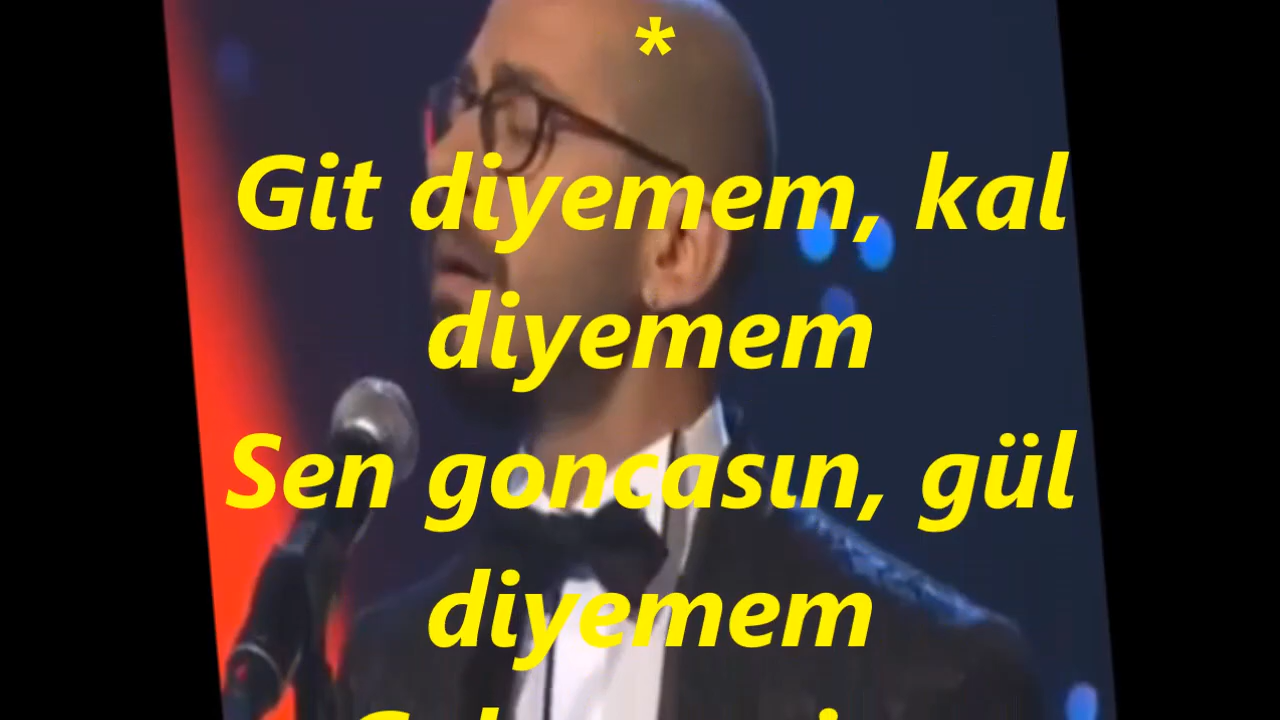 *
Git diyemem, kal
diyemem
Sen goncasın, gül
diyemem